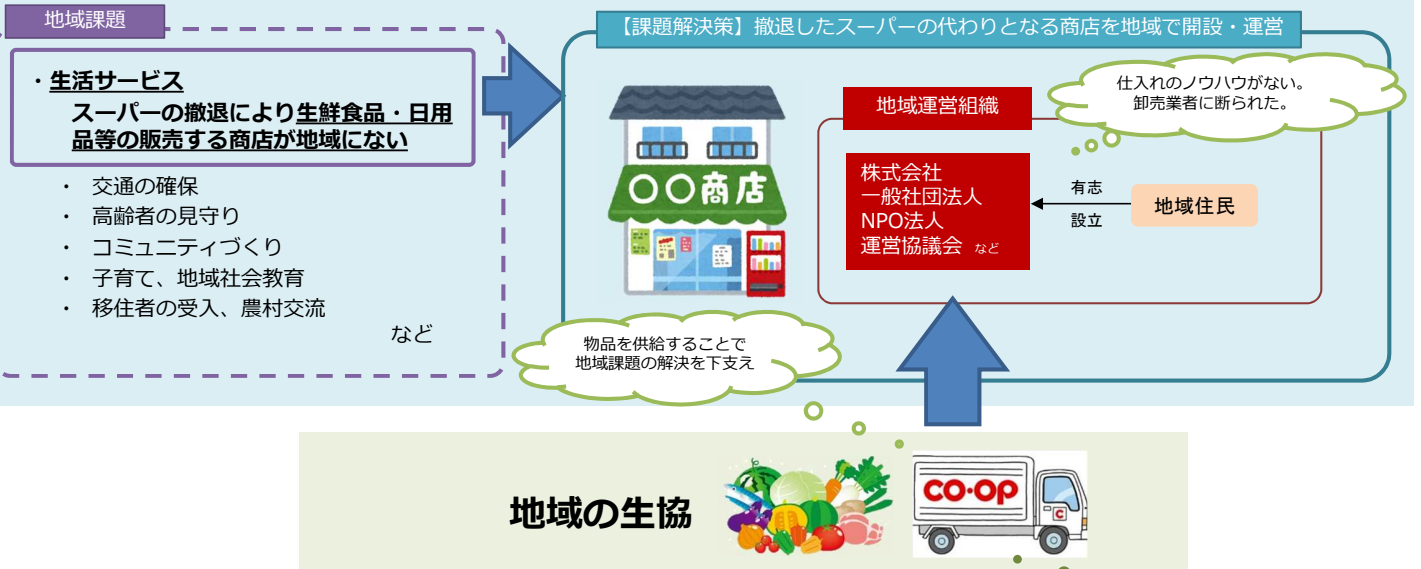 地域課題
・生活サービス
スーパーの撤退により生鮮食品・日用
品等の販売する商店が地域にない
・ 交通の確保
・ 高齢者の見守り
・ コミュニティづくり
・ 子育て、地域社会教育
・ 移住者の受入、農村交流
など
【課題解決策】撤退したスーパーの代わりとなる商店を地域で開設・運営
仕入れのノウハウがない。
卸売業者に断られた。
〇〇商店
地域運営組織
株式会社
一般社団法人
NPO法人
運営協議会 など
有志
設立
地域住民
物品を供給することで
地域課題の解決を下支え
地域の生協
CO·OP
C